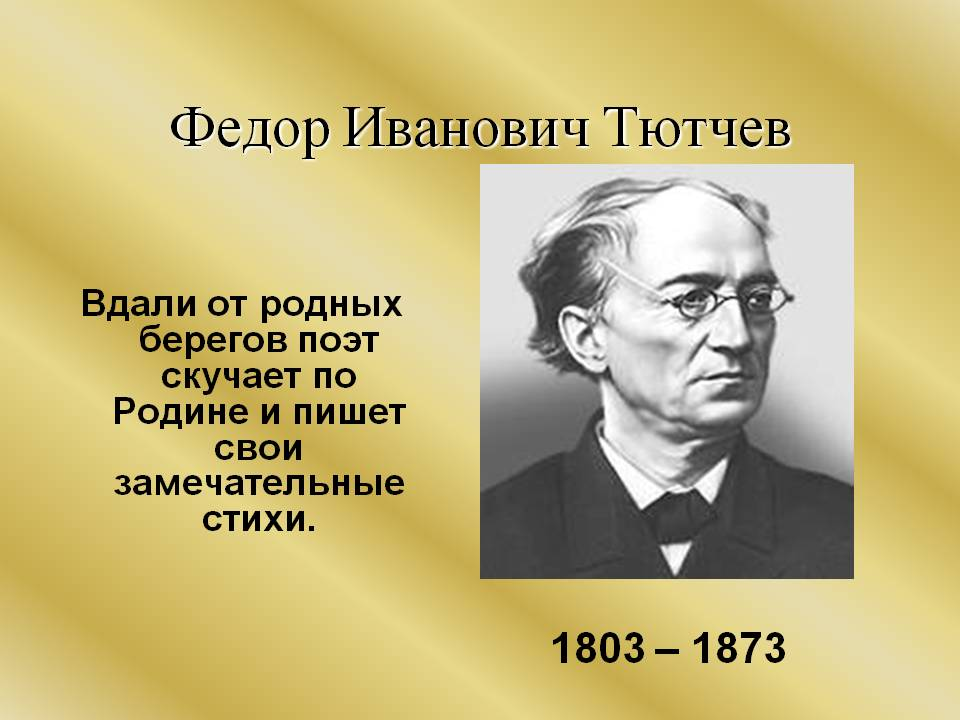 Федор Иванович Тютчев
Вдали от родных
берегов поэт
скучает по
Родине и пишет
свои
замечательные
стихи.
1803 – 1873